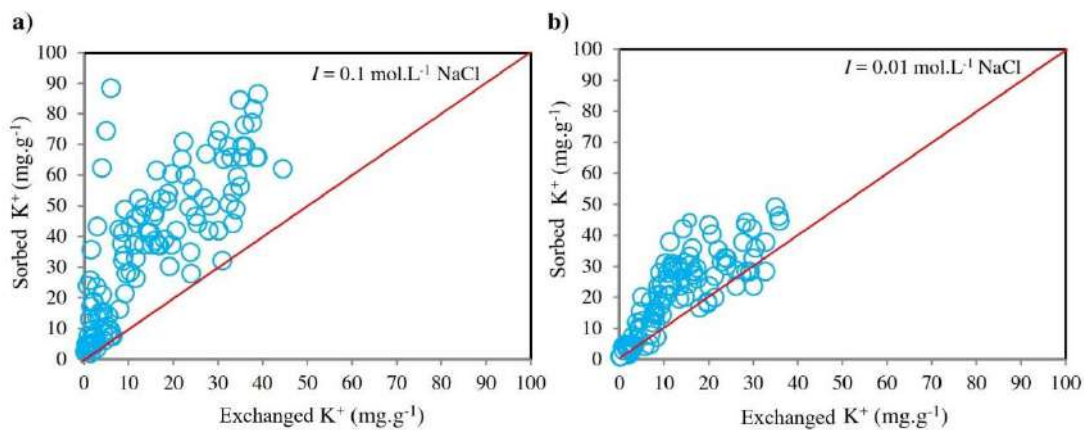 a)
I = 0.1 mol.L⁻¹ NaCl
100
90
80
70
60
50
40
30
20
10
0
Sorbed K⁺ (mg.g⁻¹)
0 10 20 30 40 50 60 70 80 90 100
Exchanged K⁺ (mg.g⁻¹)
b)
I = 0.01 mol.L⁻¹ NaCl
100
90
80
70
60
50
40
30
20
10
0
Sorbed K⁺ (mg.g⁻¹)
0 10 20 30 40 50 60 70 80 90 100
Exchanged K⁺ (mg.g⁻¹)